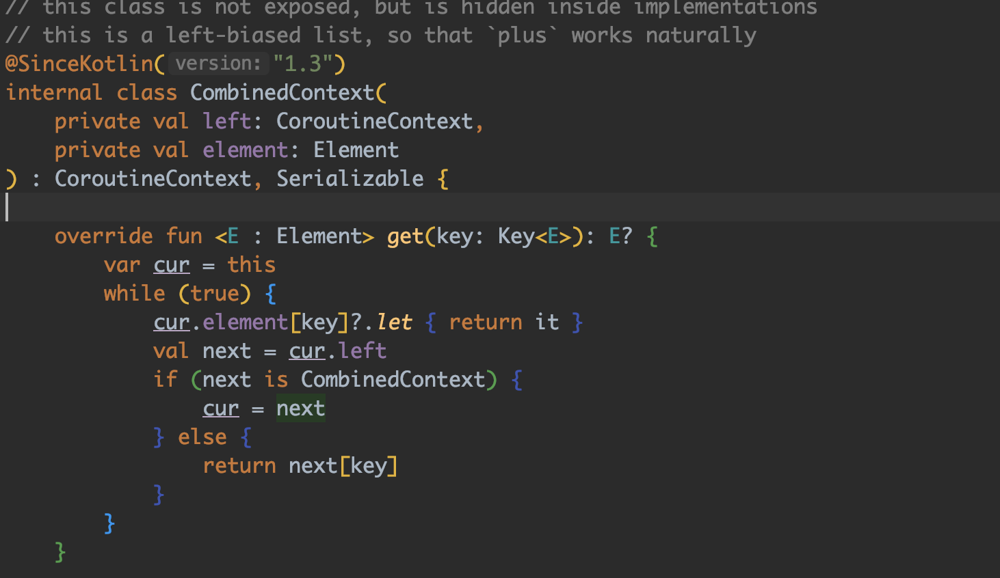 // this class is not exposed, but is hidden inside implementations
// this is a left-biased list, so that `plus` works naturally
@SinceKotlin( version: "1.3")
internal class CombinedContext(
    private val left: CoroutineContext,
    private val element: Element
) : CoroutineContext, Serializable {
    override fun <E : Element> get(key: Key<E>): E? {
        var cur = this
        while (true) {
            cur.element[key]?.let { return it }
            val next = cur.left
            if (next is CombinedContext) {
                cur = next
            } else {
                return next[key]
            }
        }
    }